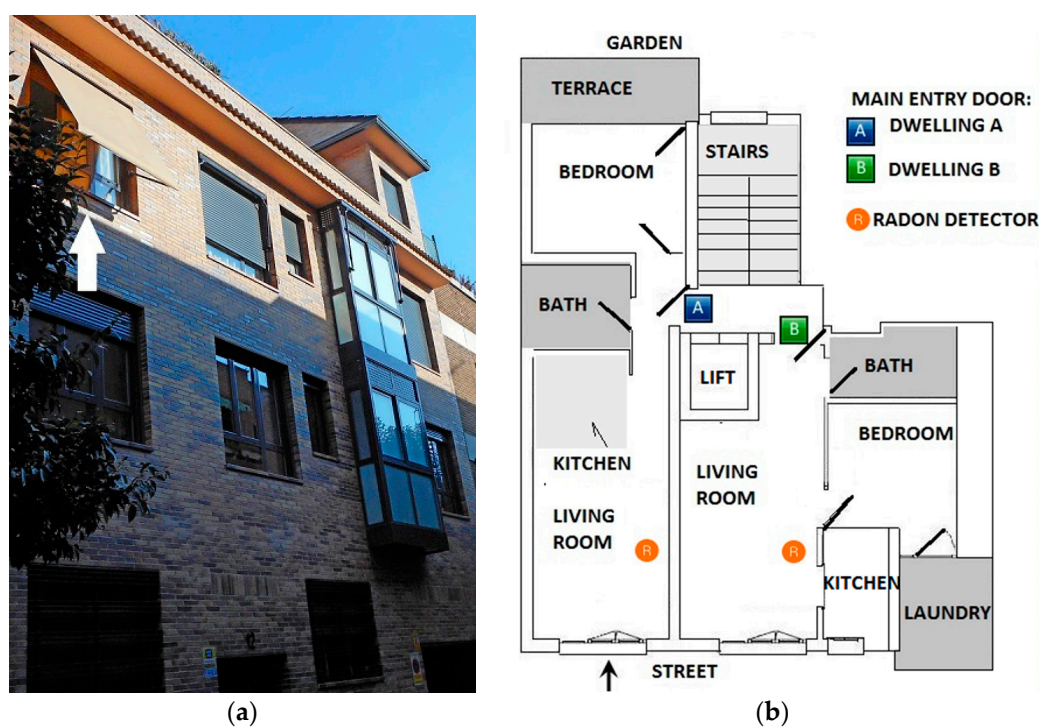 GARDEN
TERRACE
MAIN ENTRY DOOR:
A DWELLING A
B DWELLING B
R RADON DETECTOR
BEDROOM
STAIRS
BATH
A
B
LIFT
BATH
BEDROOM
KITCHEN
LIVING
ROOM
LIVING
ROOM
R
R
KITCHEN
LAUNDRY
STREET
(a)
(b)